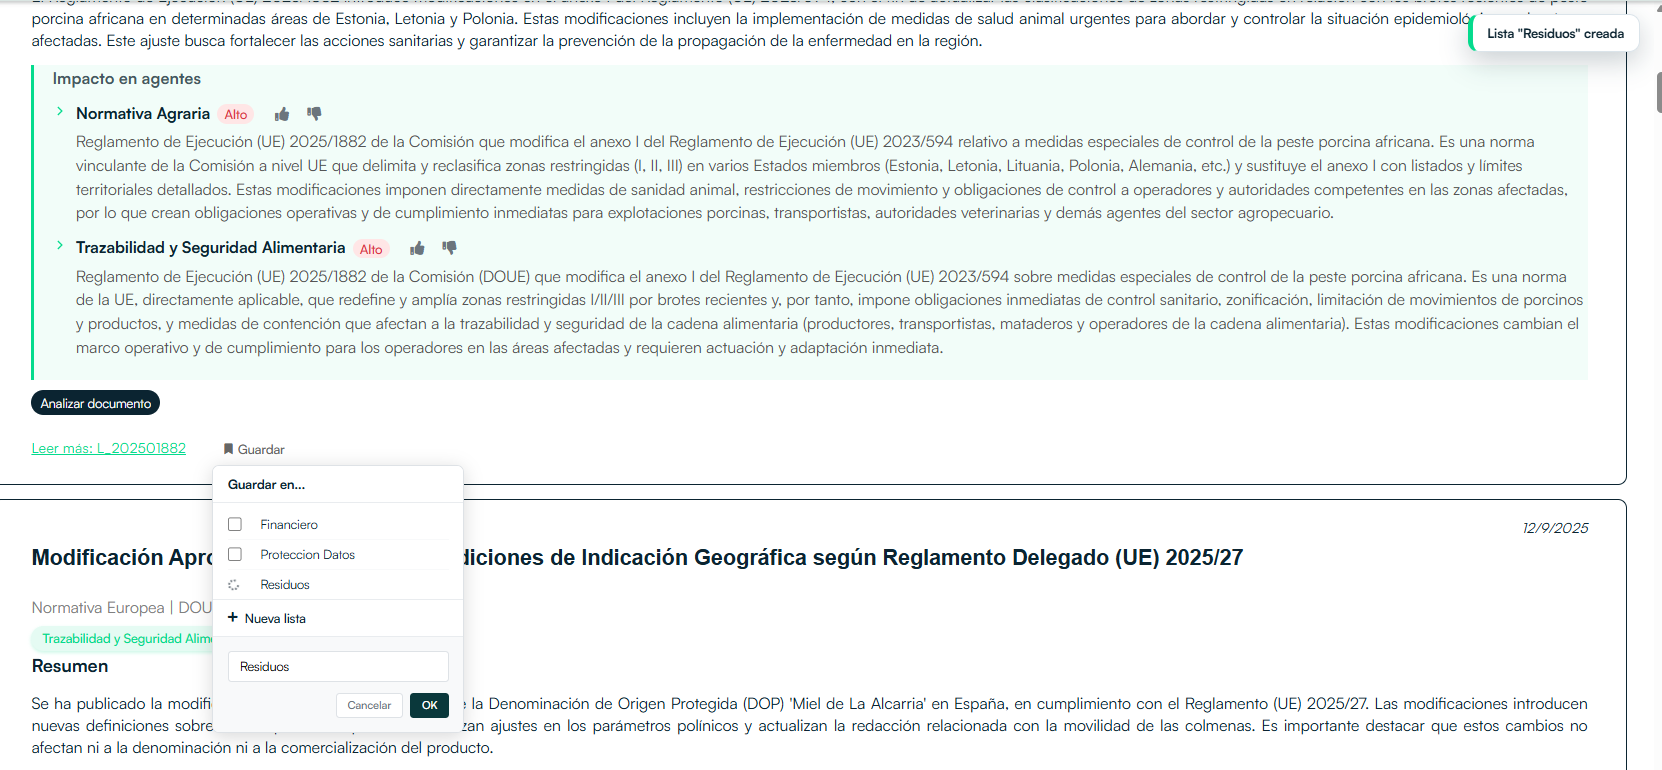 porcina africana en determinadas áreas de Estonia, Letonia y Polonia. Estas modificaciones incluyen la implementación de medidas de salud animal urgentes para abordar y controlar la situación
afectadas. Este ajuste busca fortalecer las acciones sanitarias y garantizar la prevención de la propagación de la enfermedad en la región.
Lista "Residuos" creada
Impacto en agentes
Normativa Agraria Alto
Reglamento de Ejecución (UE) 2025/1882 de la Comisión que modifica el anexo I del Reglamento de Ejecución (UE) 2023/594 relativo a medidas especiales de control de la peste porcina africana. Es una norma
vinculante de la Comisión a nivel UE que delimita y reclasifica zonas restringidas (I, II, III) en varios Estados miembros (Estonia, Letonia, Lituania, Polonia, Alemania, etc.) y sustituye el anexo I con listados y límites
territoriales detallados. Estas modificaciones imponen directamente medidas de sanidad animal, restricciones de movimiento y obligaciones de control a operadores y autoridades competentes en las zonas afectadas,
por lo que crean obligaciones operativas y de cumplimiento inmediatas para explotaciones porcinas, transportistas, autoridades veterinarias y demás agentes del sector agropecuario.
Trazabilidad y Seguridad Alimentaria Alto
Reglamento de Ejecución (UE) 2025/1882 de la Comisión (DOUE) que modifica el anexo I del Reglamento de Ejecución (UE) 2023/594 sobre medidas especiales de control de la peste porcina africana. Es una norma
de la UE, directamente aplicable, que redefine y amplía zonas restringidas I/II/III por brotes recientes y, por tanto, impone obligaciones inmediatas de control sanitario, zonificación, limitación de movimientos de porcinos
y productos, y medidas de contención que afectan a la trazabilidad y seguridad de la cadena alimentaria (productores, transportistas, mataderos y operadores de la cadena alimentaria). Estas modificaciones cambian el
marco operativo y de cumplimiento para los operadores en las áreas afectadas y requieren actuación y adaptación inmediata.
Analizar documento
Leer más: L_202501882 Guardar
Guardar en...
Financiero
Proteccion Datos
Residuos
+ Nueva lista
Residuos
Cancelar OK
12/9/2025
Modificación Apro diciones de Indicación Geográfica según Reglamento Delegado (UE) 2025/27
Normativa Europea | DOU
Trazabilidad y Seguridad Alim
Resumen
Se ha publicado la modifi la Denominación de Origen Protegida (DOP) 'Miel de La Alcarria' en España, en cumplimiento con el Reglamento (UE) 2025/27. Las modificaciones introducen
nuevas definiciones sobre zan ajustes en los parámetros polínicos y actualizan la redacción relacionada con la movilidad de las colmenas. Es importante destacar que estos cambios no
afectan ni a la denominación ni a la comercialización del producto.